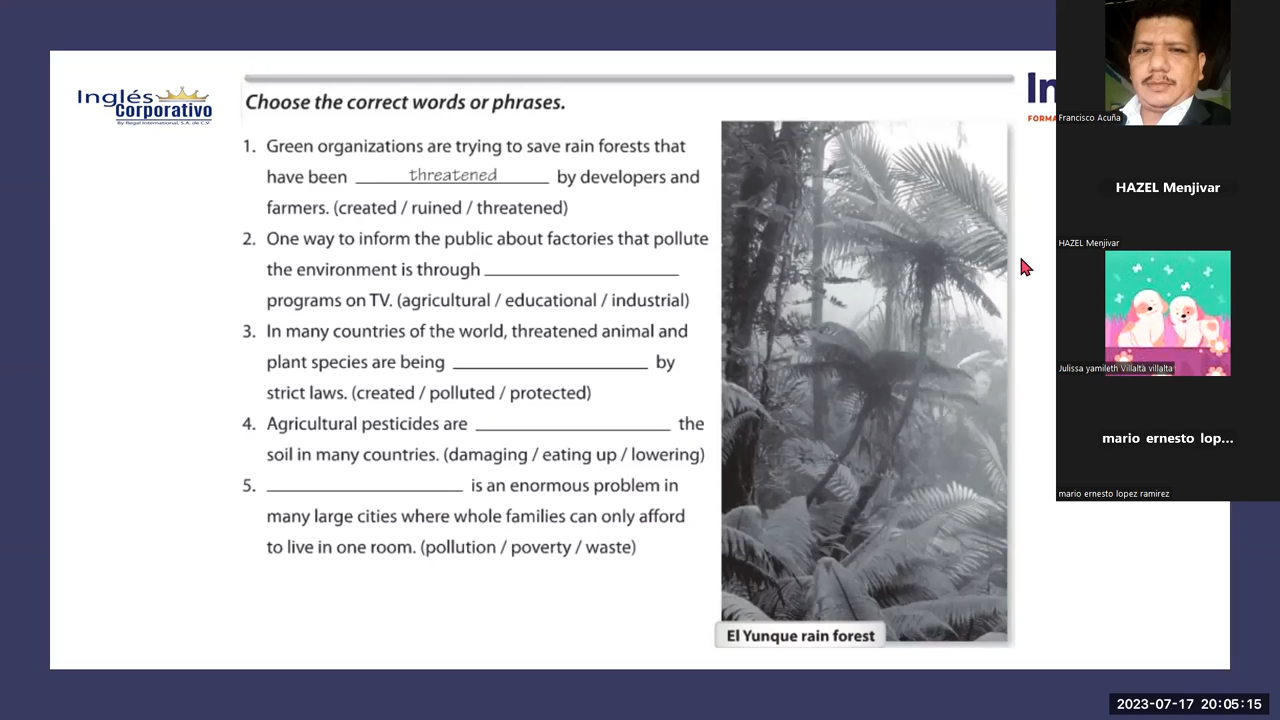 Inglés
Corporativo
By Regal International, S.A. de C.V.
Choose the correct words or phrases.
1. Green organizations are trying to save rain forests that
have been threatened by developers and
farmers. (created / ruined / threatened)
2. One way to inform the public about factories that pollute
the environment is through
programs on TV. (agricultural / educational / industrial)
3. In many countries of the world, threatened animal and
plant species are being by
strict laws. (created / polluted / protected)
4. Agricultural pesticides are the
soil in many countries. (damaging / eating up / lowering)
5. is an enormous problem in
many large cities where whole families can only afford
to live in one room. (pollution / poverty / waste)
El Yunque rain forest
In
FORMA
Francisco Acuña
HAZEL Menjivar
HAZEL Menjivar
Julissa yamileth Villalta villalta
mario ernesto lop...
mario ernesto lopez ramirez
2023-07-17 20:05:15